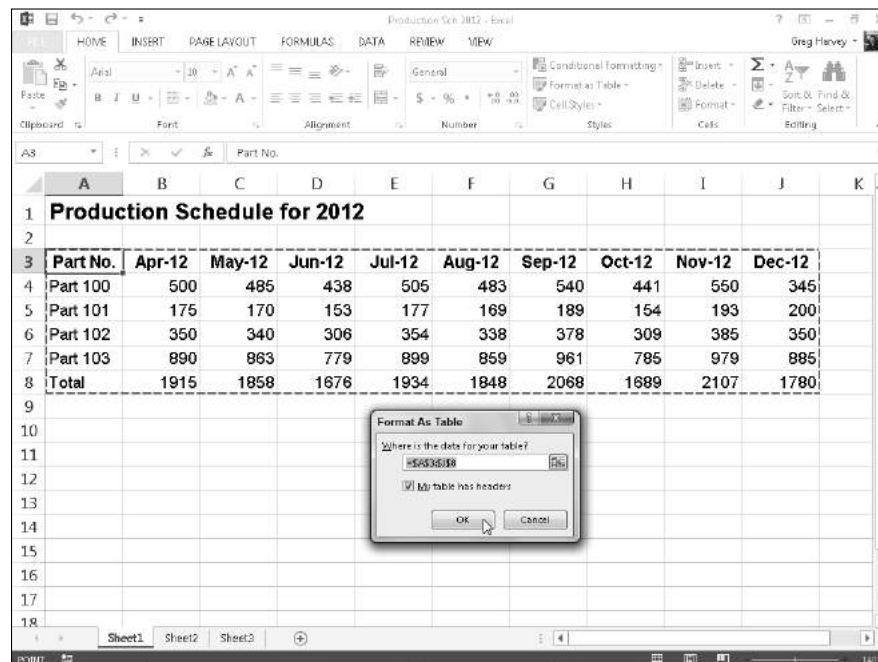 Production Sch 2012 - Excel
?
HOME INSERT PAGE LAYOUT FORMULAS DATA REVIEW VIEW
Greg Harvey
Paste
Arial 10 A A
B I U A
General
$ - % ,
Conditional Formatting
Format as Table
Cell Styles
Insert
Delete
Format
Σ
Sort & Filter
Find & Select
Clipboard Font Alignment Number Styles Cells Editing
A3 fx Part No.
A B C D E F G H I J K
1 Production Schedule for 2012
2
3 Part No. Apr-12 May-12 Jun-12 Jul-12 Aug-12 Sep-12 Oct-12 Nov-12 Dec-12
4 Part 100 500 485 438 505 483 540 441 550 345
5 Part 101 175 170 153 177 169 189 154 193 200
6 Part 102 350 340 306 354 338 378 309 385 350
7 Part 103 890 863 779 899 859 961 785 979 885
8 Total 1915 1858 1676 1934 1848 2068 1689 2107 1780
9
10
11
12
13
14
15
16
17
18
Format As Table
Where is the data for your table?
=$A$3:$J$8
My table has headers
OK Cancel
Sheet1 Sheet2 Sheet3
POINT